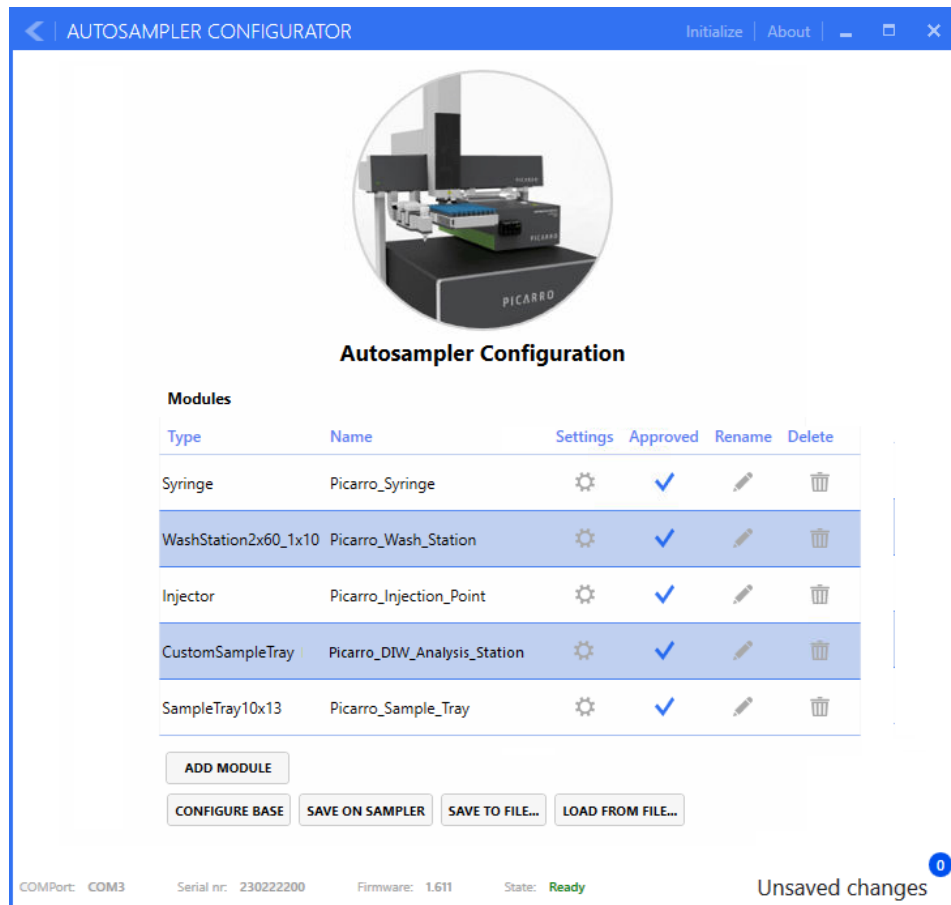 AUTOSAMPLER CONFIGURATOR Initialize About
PICARRO
PICARRO
PICARRO
Autosampler Configuration
Modules
Type Name Settings Approved Rename Delete
Syringe Picarro_Syringe
WashStation2x60_1x10 Picarro_Wash_Station
Injector Picarro_Injection_Point
CustomSampleTray Picarro_DIW_Analysis_Station
SampleTray10x13 Picarro_Sample_Tray
ADD MODULE
CONFIGURE BASE SAVE ON SAMPLER SAVE TO FILE... LOAD FROM FILE...
0
COMPort: COM3 Serial nr: 230222200 Firmware: 1.611 State: Ready Unsaved changes